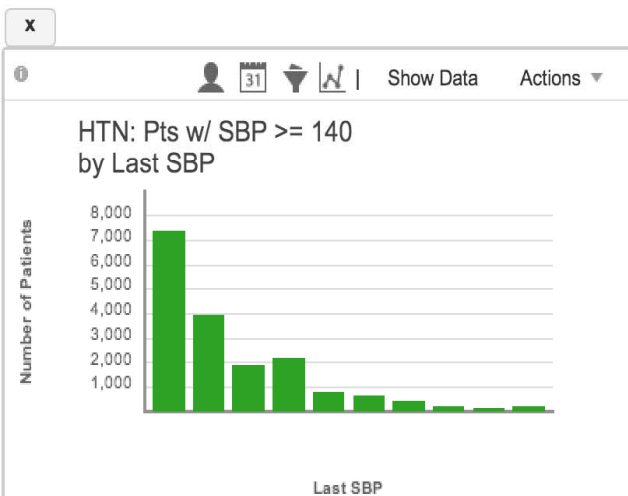 x
31
| Show Data Actions
HTN: Pts w/ SBP >= 140
by Last SBP
Number of Patients
8,000
7,000
6,000
5,000
4,000
3,000
2,000
1,000
Last SBP